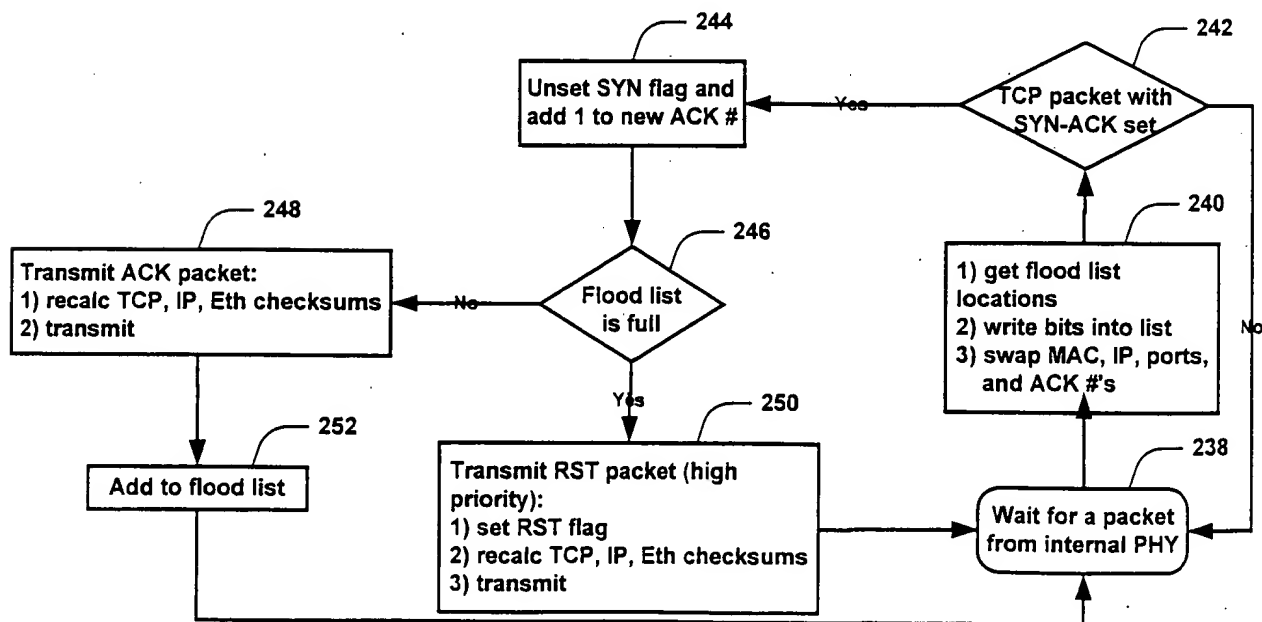 244
Unset SYN flag and
add 1 to new ACK #
Yes
242
TCP packet with
SYN-ACK set
248
Transmit ACK packet:
1) recalc TCP, IP, Eth checksums
2) transmit
No
246
Flood list
is full
Yes
240
1) get flood list
locations
2) write bits into list
3) swap MAC, IP, ports,
and ACK #'s
No
252
Add to flood list
250
Transmit RST packet (high
priority):
1) set RST flag
2) recalc TCP, IP, Eth checksums
3) transmit
238
Wait for a packet
from internal PHY